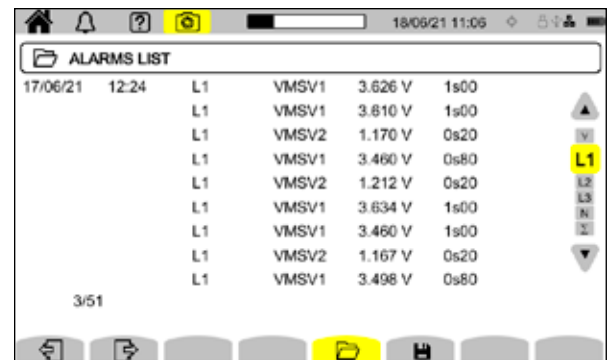 ? 18/06/21 11:06
ALARMS LIST
17/06/21 12:24 L1 VMSV1 3.626 V 1s00
L1 VMSV1 3.610 V 1s00
L1 VMSV2 1.170 V 0s20
L1 VMSV1 3.460 V 0s80
L1 VMSV2 1.212 V 0s20
L1 VMSV1 3.634 V 1s00
L1 VMSV1 3.460 V 1s00
L1 VMSV2 1.167 V 0s20
L1 VMSV1 3.498 V 0s80
3/51
L1
L2
L3
N
Σ